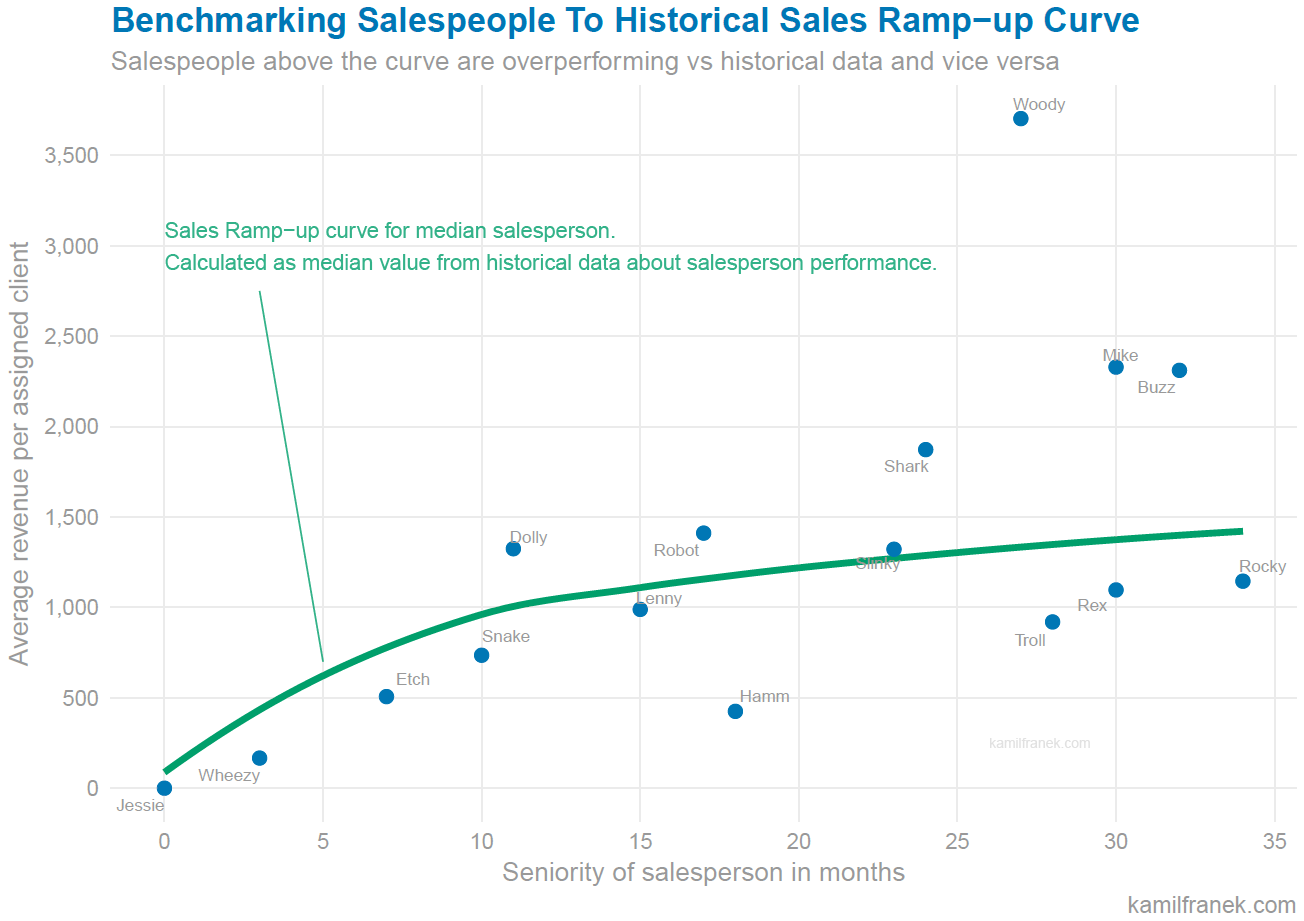 Benchmarking Salespeople To Historical Sales Ramp−up Curve
Salespeople above the curve are overperforming vs historical data and vice versa
Woody
3,500
Sales Ramp−up curve for median salesperson.
3,000
Calculated as median value from historical data about salesperson performance.
2,500
Mike
Buzz
2,000
Shark
1,500
Dolly
Robot
Slinky
Rocky
1,000
Lenny
Rex
Snake
Troll
Etch
500
Hamm
kamilfranek.com
Wheezy
0
Jessie
0 5 10 15 20 25 30 35
Seniority of salesperson in months
Average revenue per assigned client
kamilfranek.com